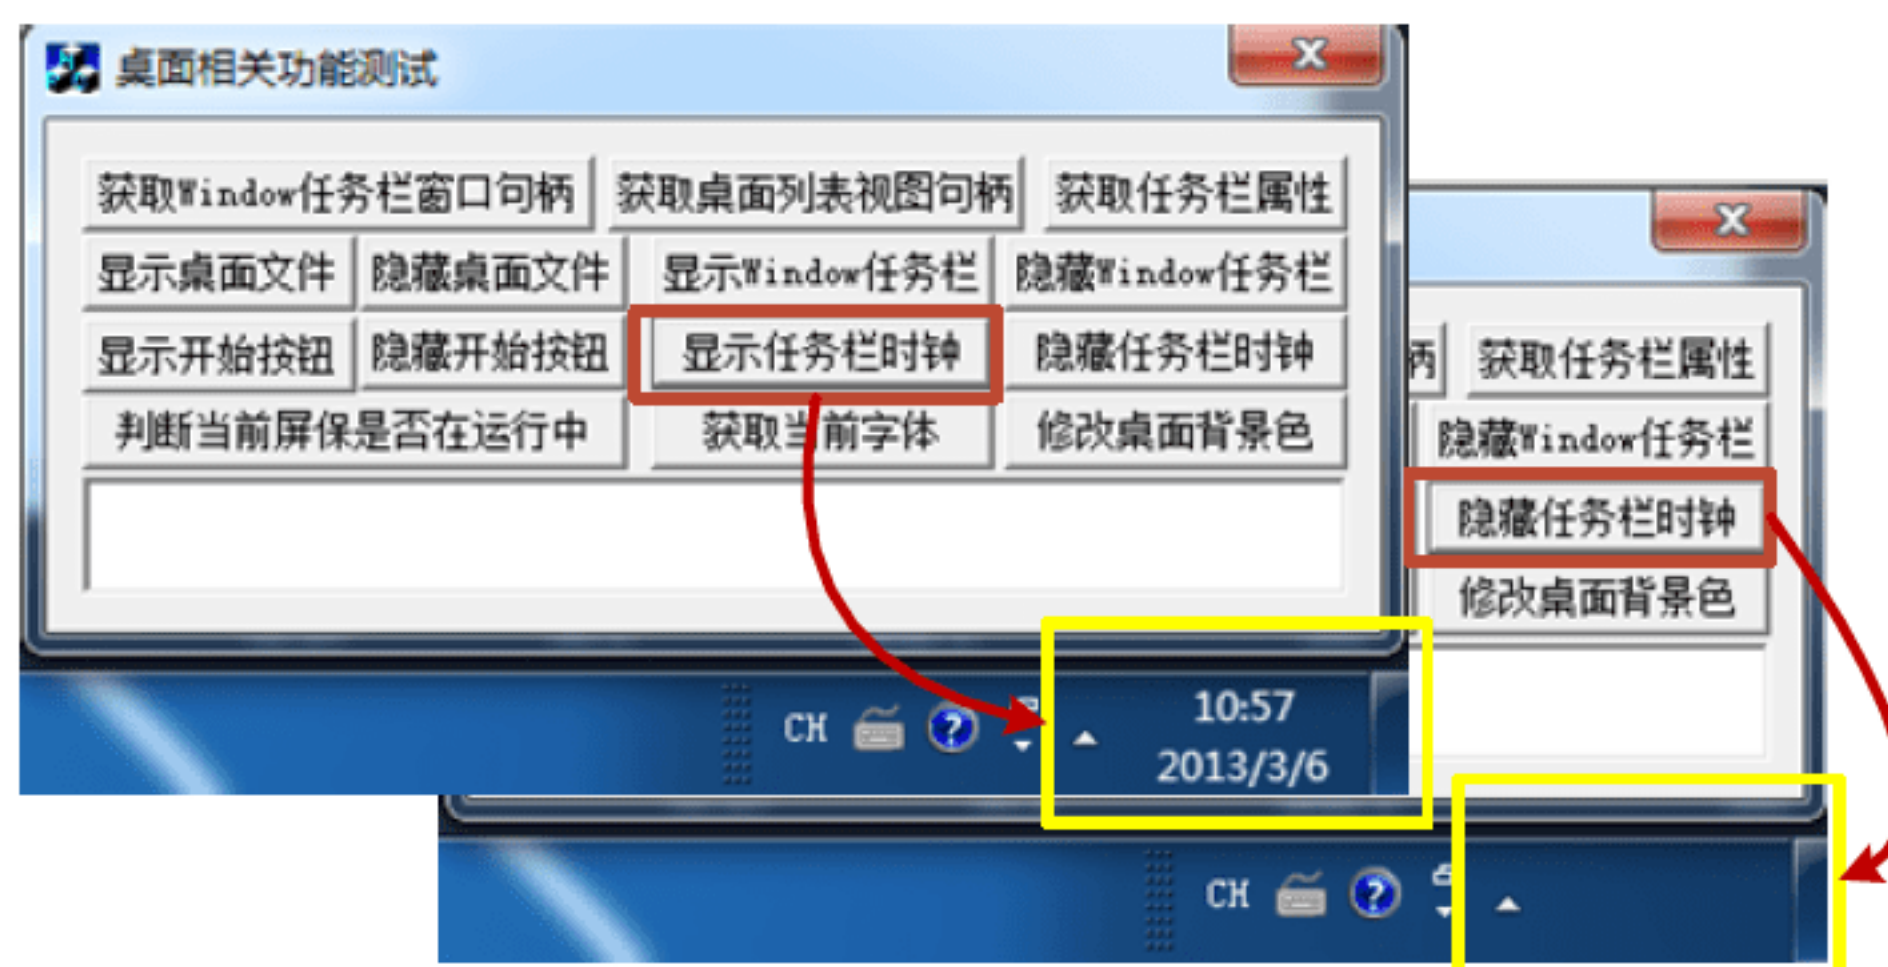 桌面相关功能测试
获取Window任务栏窗口句柄 获取桌面列表视图句柄 获取任务栏属性
显示桌面文件 隐藏桌面文件 显示Window任务栏 隐藏Window任务栏
显示开始按钮 隐藏开始按钮 显示任务栏时钟 隐藏任务栏时钟
判断当前屏保是否在运行中 获取当前字体 修改桌面背景色
CH 10:57
2013/3/6
柄 获取任务栏属性
隐藏Window任务栏
隐藏任务栏时钟
修改桌面背景色
CH